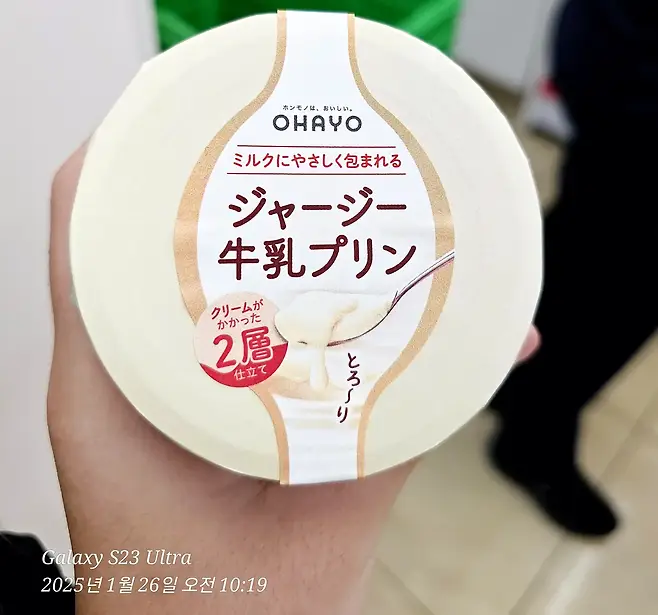 ホンモノは、おいしい。
OHAYO
ミルクにやさしく包まれる
ジャージー
牛乳プリン
クリームが
かかった
2層
仕立て
とろ〜り
Galaxy S23 Ultra
2025년 1월 26일 오전 10:19